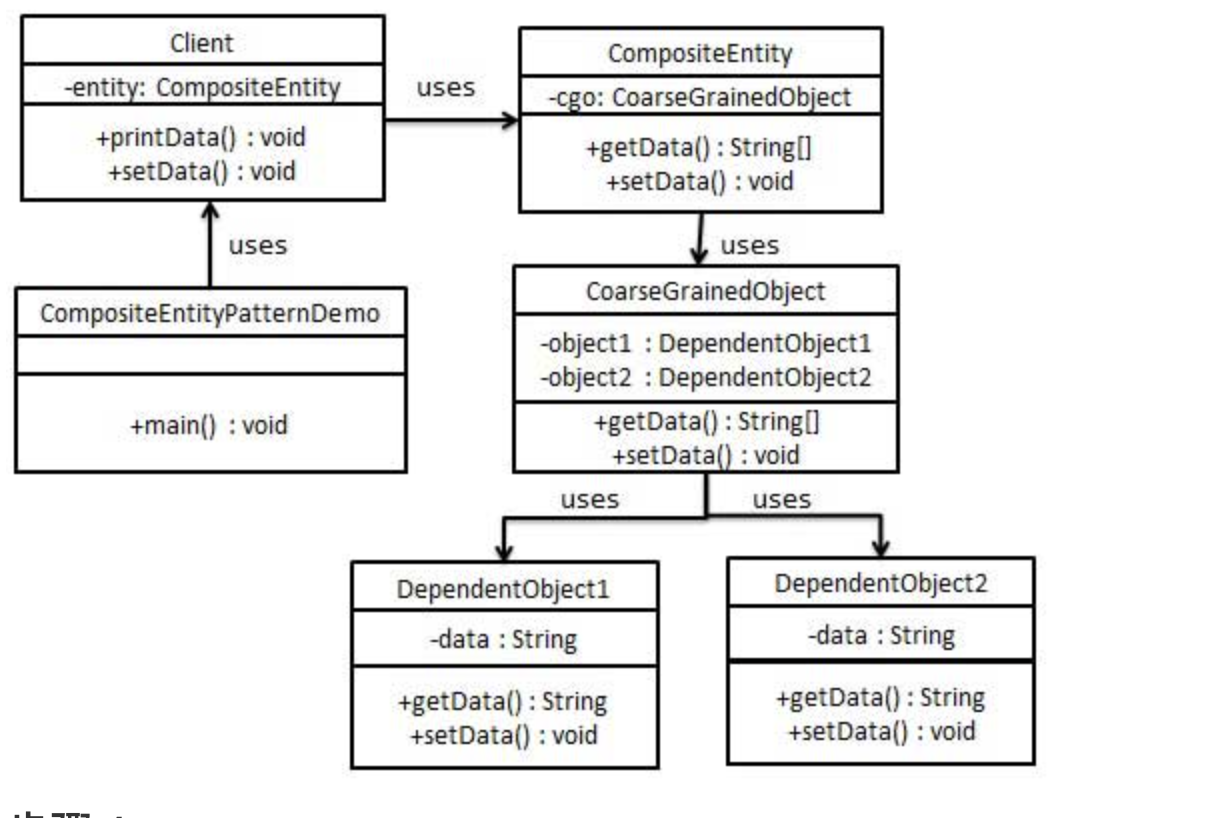 Client
-entity: CompositeEntity
+printData() : void
+setData() : void
uses
CompositeEntity
-cgo: CoarseGrainedObject
+getData() : String[]
+setData() : void
uses
uses
CompositeEntityPatternDemo
+main() : void
CoarseGrainedObject
-object1 : DependentObject1
-object2 : DependentObject2
+getData() : String[]
+setData() : void
uses
uses
DependentObject1
-data : String
+getData() : String
+setData() : void
DependentObject2
-data : String
+getData() : String
+setData() : void